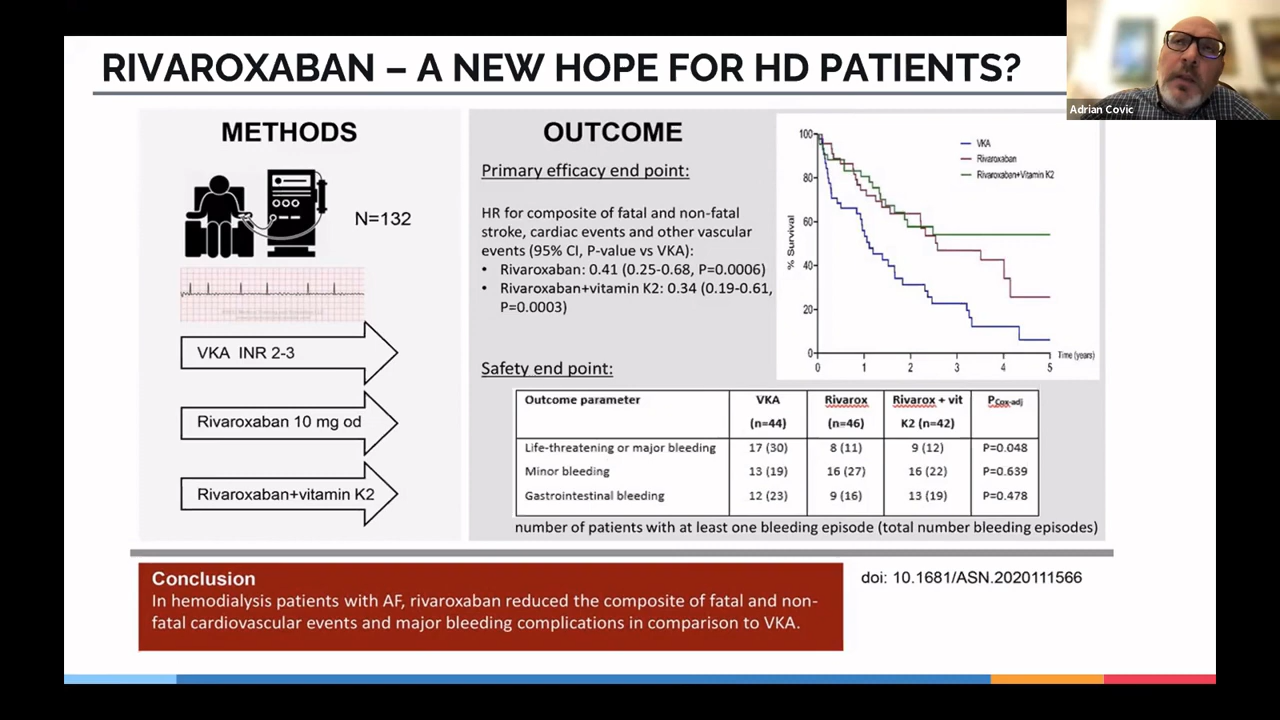 RIVAROXABAN – A NEW HOPE FOR HD PATIENTS?
Adrian Covic
METHODS
N=132
VKA INR 2-3
Rivaroxaban 10 mg od
Rivaroxaban+vitamin K2
OUTCOME
Primary efficacy end point:
HR for composite of fatal and non-fatal
stroke, cardiac events and other vascular
events (95% CI, P-value vs VKA):
• Rivaroxaban: 0.41 (0.25-0.68, P=0.0006)
• Rivaroxaban+vitamin K2: 0.34 (0.19-0.61,
P=0.0003)
% Survival
100
80
60
40
20
0
0 1 2 3 4 5
Time (years)
VKA
Rivaroxaban
Rivaroxaban+Vitamin K2
Safety end point:
Outcome parameter VKA (n=44) Rivarox (n=46) Rivarox + vit K2 (n=42) PCox-adj
Life-threatening or major bleeding 17 (30) 8 (11) 9 (12) P=0.048
Minor bleeding 13 (19) 16 (27) 16 (22) P=0.639
Gastrointestinal bleeding 12 (23) 9 (16) 13 (19) P=0.478
number of patients with at least one bleeding episode (total number bleeding episodes)
Conclusion
In hemodialysis patients with AF, rivaroxaban reduced the composite of fatal and non-
fatal cardiovascular events and major bleeding complications in comparison to VKA.
doi: 10.1681/ASN.2020111566